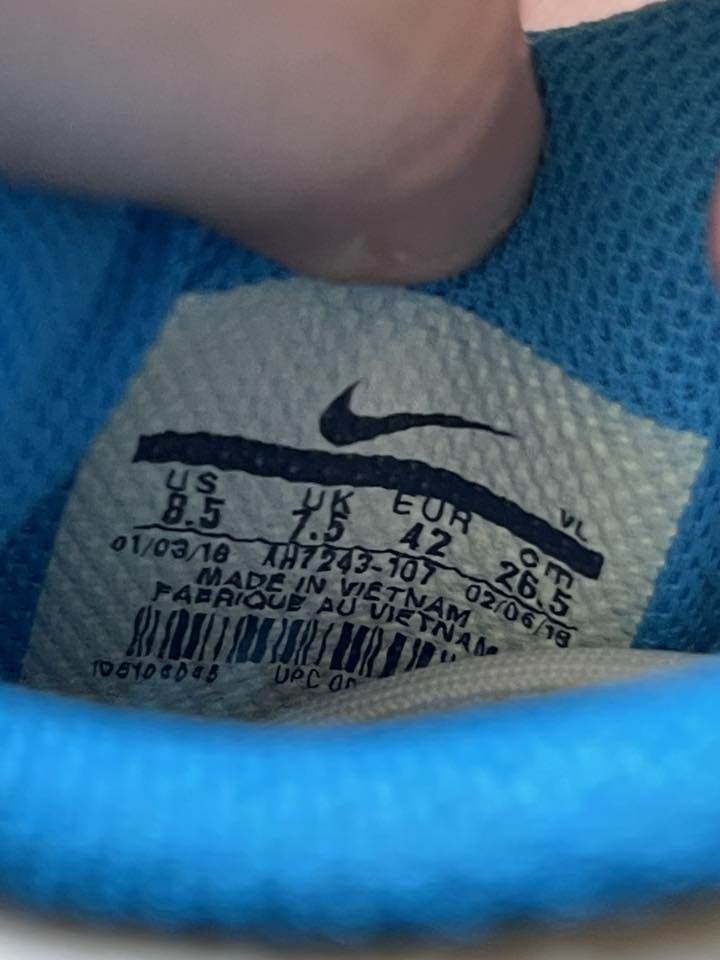 VL
US UK EUR cm
8.5 7.5 42 26.5
01/03/18 AH7243-107 02/06/18
MADE IN VIETNAM
FABRIQUE AU VIETNAM
UPC